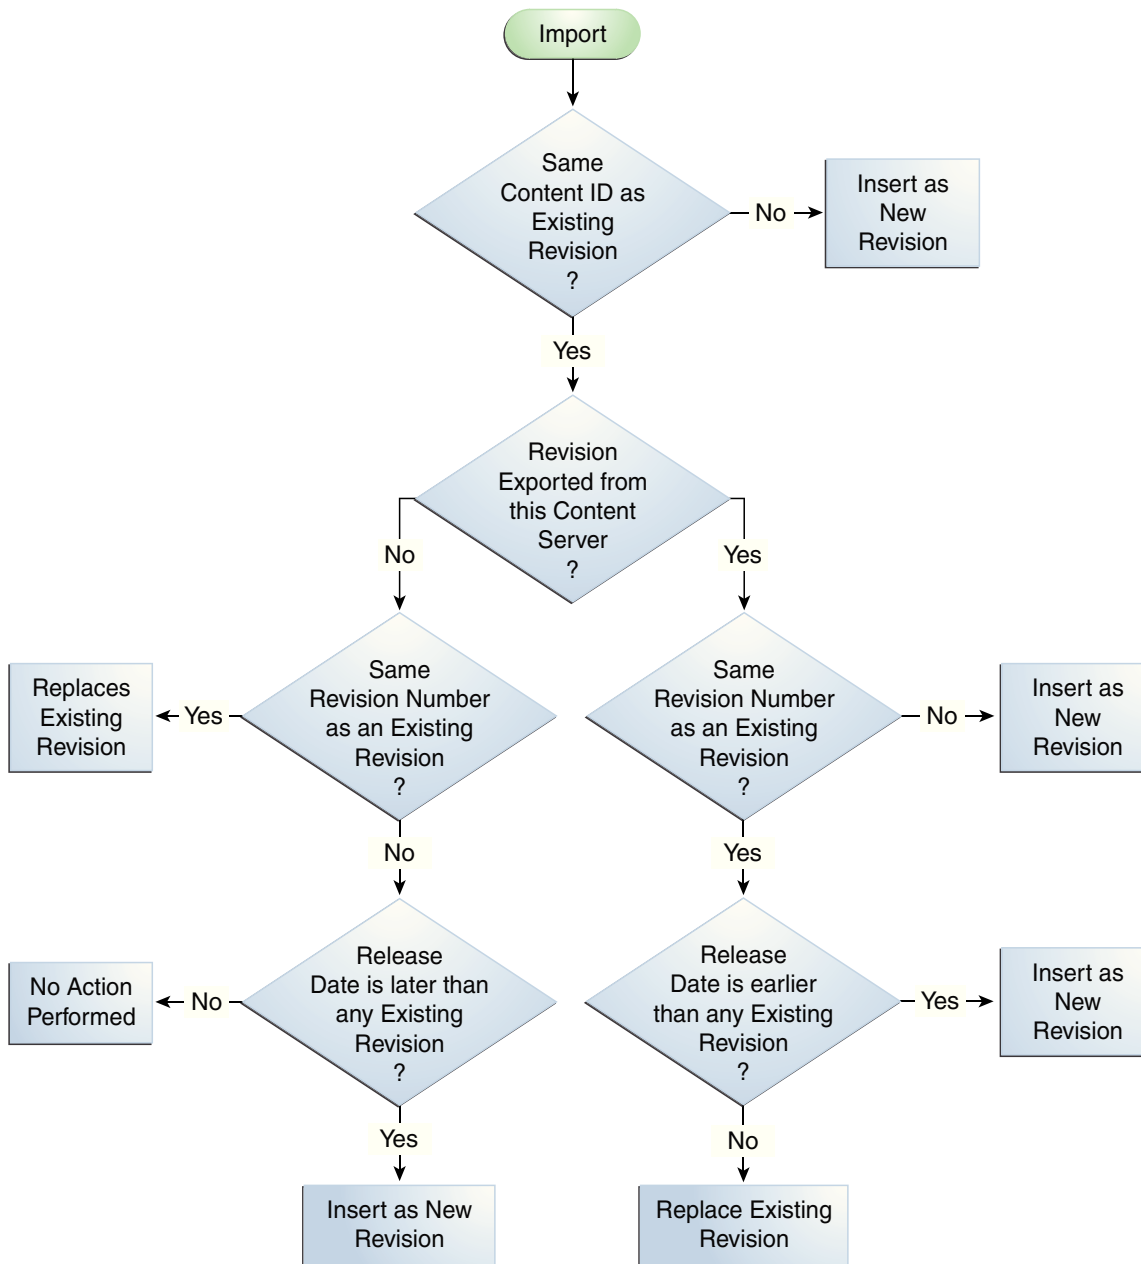 Import
Same
Content ID as
Existing
Revision
?
No
Insert as
New
Revision
Yes
Revision
Exported from
this Content
Server
?
No
Yes
Same
Revision Number
as an Existing
Revision
?
Yes
Replaces
Existing
Revision
Same
Revision Number
as an Existing
Revision
?
No
Insert as
New
Revision
No
Yes
Release
Date is later than
any Existing
Revision
?
No
No Action
Performed
Release
Date is earlier
than any Existing
Revision
?
Yes
Insert as
New
Revision
Yes
No
Insert as New
Revision
Replace Existing
Revision